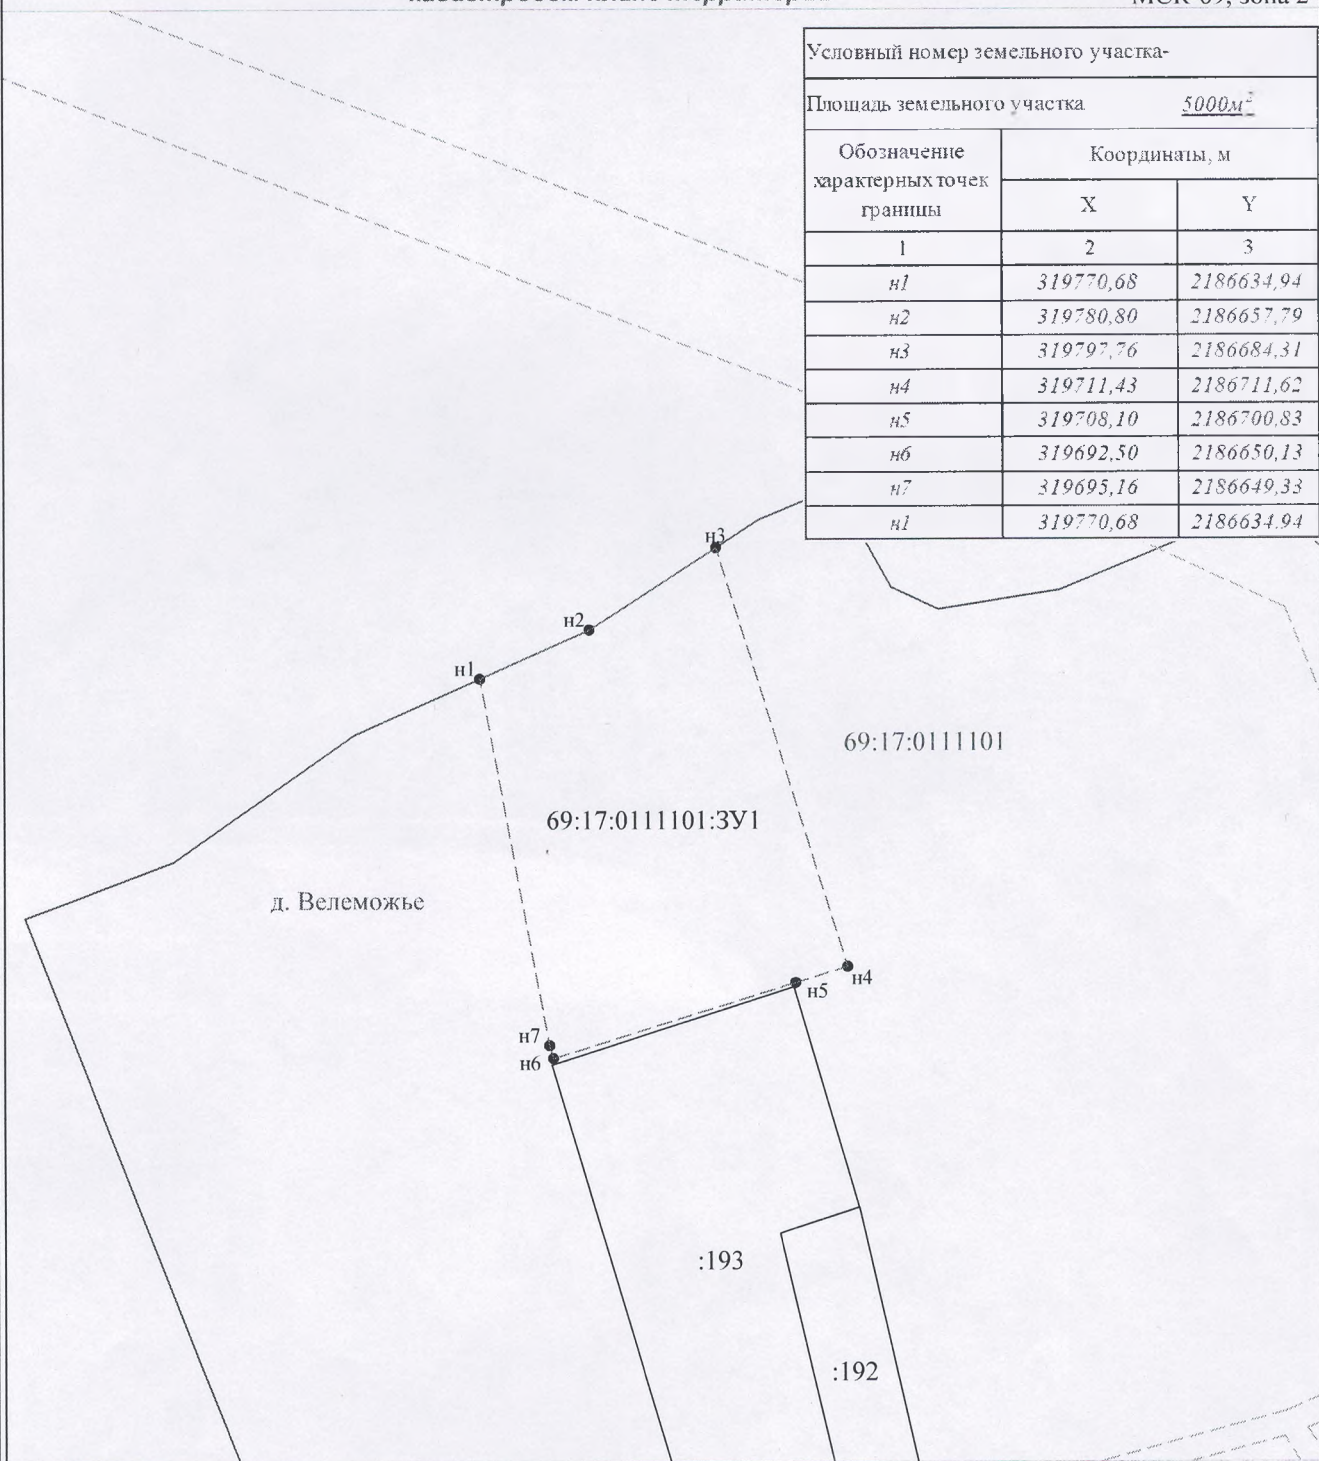 МСК-69, зона 2
Условный номер земельного участка-
Площадь земельного участка 5000м²
Обозначение характерных точек границы
Координаты, м
X Y
1 2 3
н1 319770,68 2186634,94
н2 319780,80 2186657,79
н3 319797,76 2186684,31
н4 319711,43 2186711,62
н5 319708,10 2186700,83
н6 319692,50 2186650,13
н7 319695,16 2186649,33
н1 319770,68 2186634,94
н3
н2
н1
69:17:0111101
69:17:0111101:ЗУ1
д. Велеможье
н4
н5
н7
н6
:193
:192